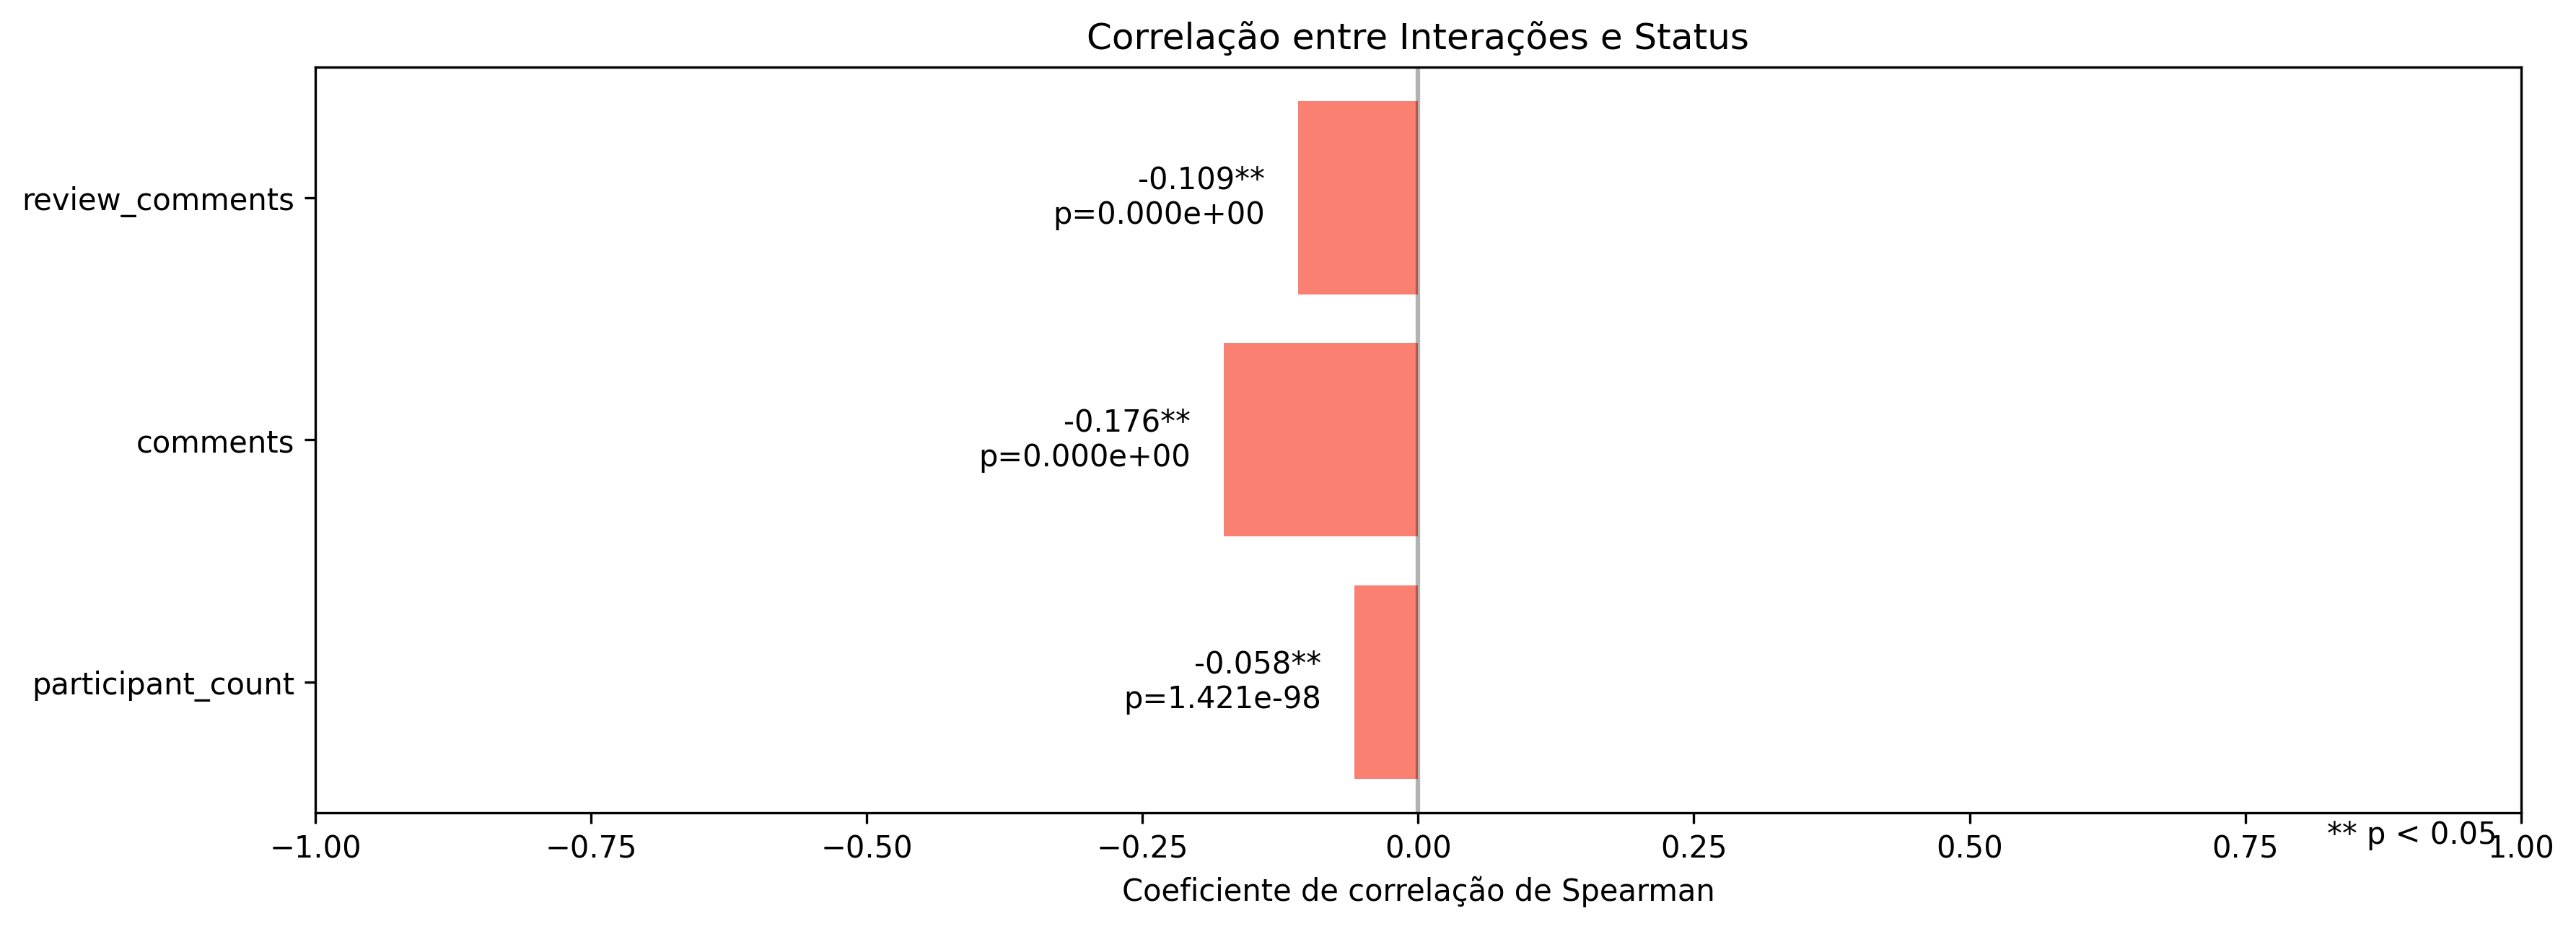 Correlação entre Interações e Status
review_comments
-0.109**
p=0.000e+00
comments
-0.176**
p=0.000e+00
participant_count
-0.058**
p=1.421e-98
−1.00 −0.75 −0.50 −0.25 0.00 0.25 0.50 0.75 1.00
** p < 0.05
Coeficiente de correlação de Spearman